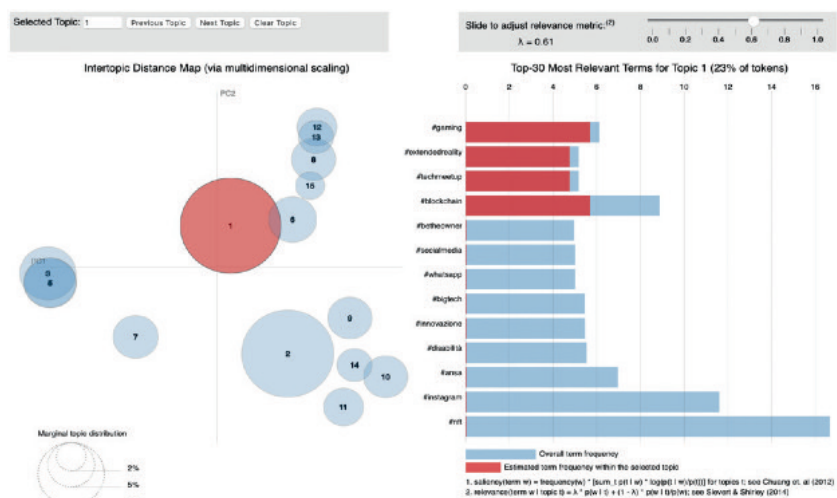 Selected Topic: 1 Previous Topic Next Topic Clear Topic
Slide to adjust relevance metric:(2)
λ = 0.61
0.0 0.2 0.4 0.6 0.8 1.0
Intertopic Distance Map (via multidimensional scaling)
PC2
12
13
8
15
1
6
5
7
9
2
14
10
11
Marginal topic distribution
2%
5%
Top-30 Most Relevant Terms for Topic 1 (23% of tokens)
0 2 4 6 8 10 12 14 16
#gaming
#extendedreality
#techmeetup
#blockchain
#betheowner
#socialmedia
#whatsapp
#bigtech
#innovazione
#disabilità
#ansa
#instagram
#nft
Overall term frequency
Estimated term frequency within the selected topic
1. saliency(term w) = frequency(w) * [sum_t p(t | w) * log(p(t | w)/p(t))] for topics t; see Chuang et. al (2012)
2. relevance(term w | topic t) = λ * p(w | t) + (1 - λ) * p(w | t)/p(w); see Sievert & Shirley (2014)